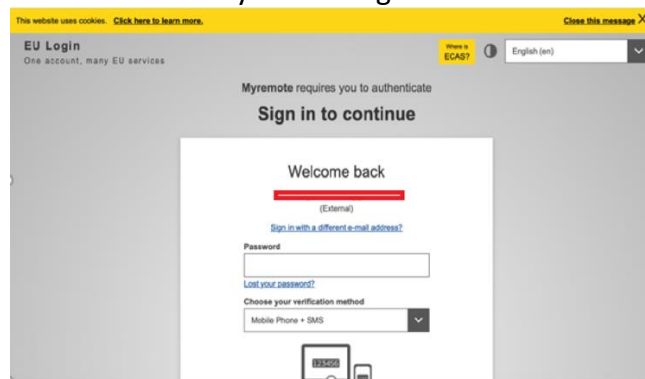 This website uses cookies. Click here to learn more. Close this message X
EU Login
One account, many EU services
Where is
ECAS?
English (en)
Myremote requires you to authenticate
Sign in to continue
Welcome back
(External)
Sign in with a different e-mail address?
Password
Lost your password?
Choose your verification method
Mobile Phone + SMS
123456